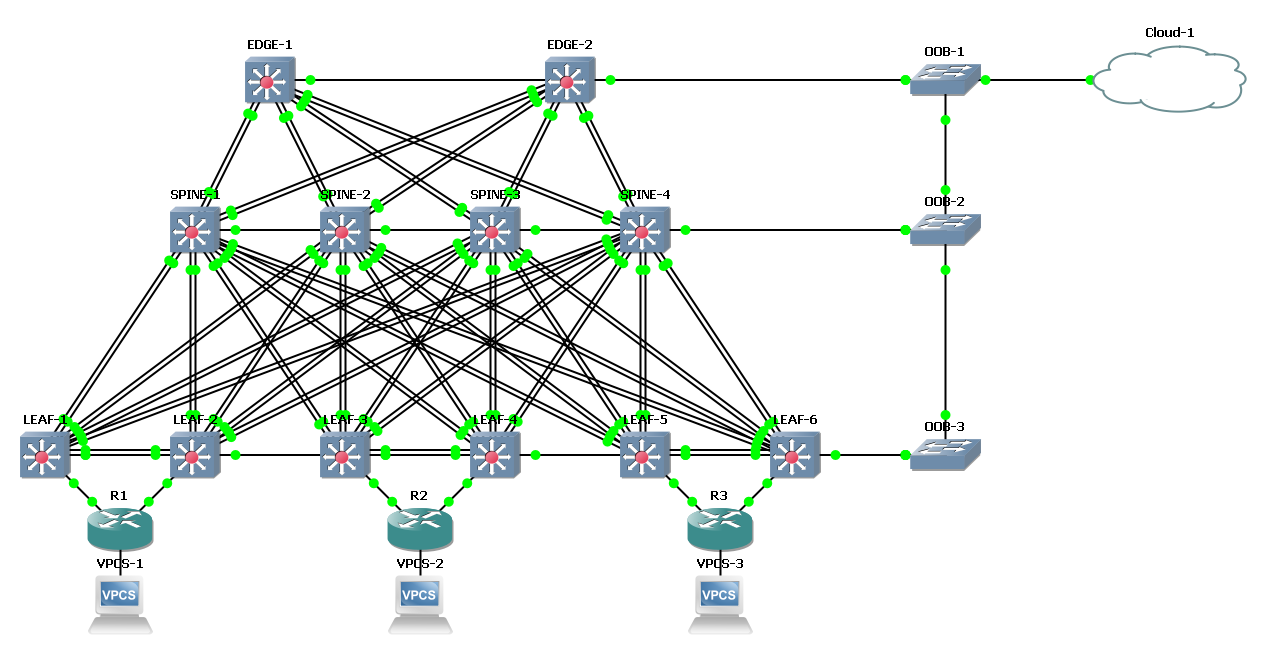 Cloud-1
EDGE-1 EDGE-2 OOB-1
SPINE-1 SPINE-2 SPINE-3 SPINE-4 OOB-2
LEAF-1 LEAF-2 LEAF-3 LEAF-4 LEAF-5 LEAF-6 OOB-3
R1 R2 R3
VPCS-1 VPCS-2 VPCS-3
VPCS VPCS VPCS